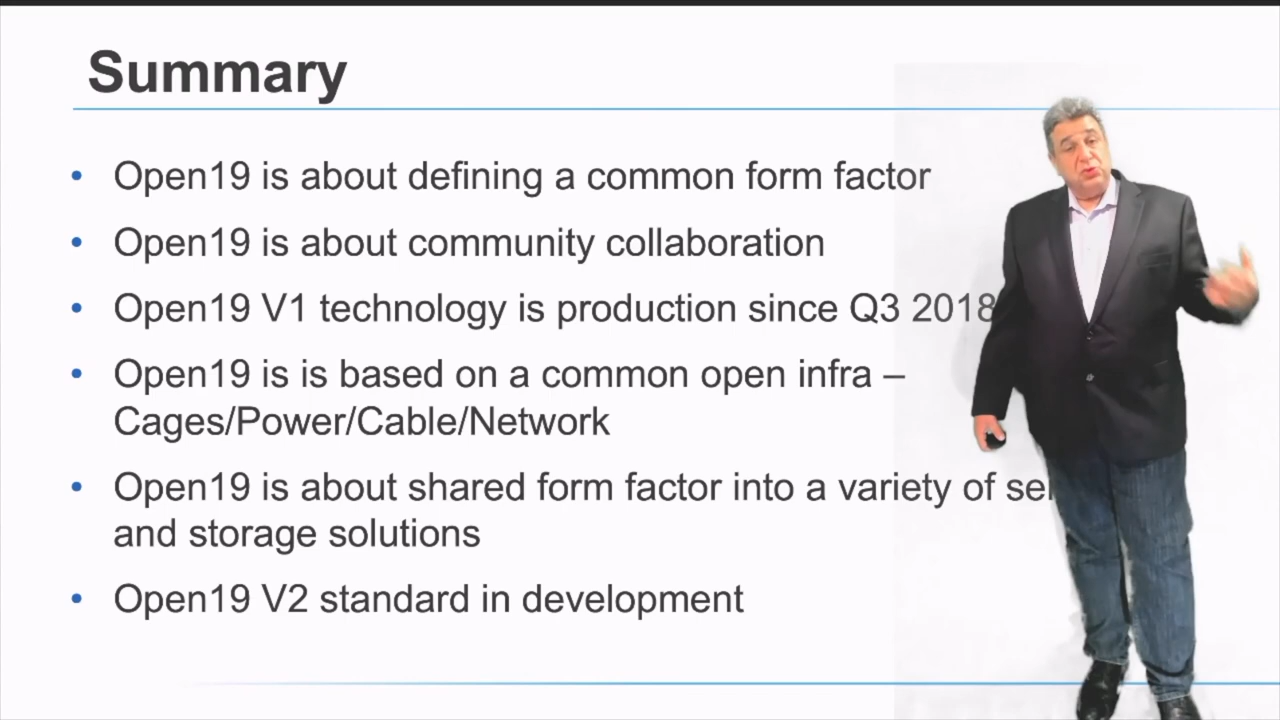 Summary
• Open19 is about defining a common form factor
• Open19 is about community collaboration
• Open19 V1 technology is production since Q3 2018
• Open19 is is based on a common open infra –
Cages/Power/Cable/Network
• Open19 is about shared form factor into a variety of
and storage solutions
• Open19 V2 standard in development